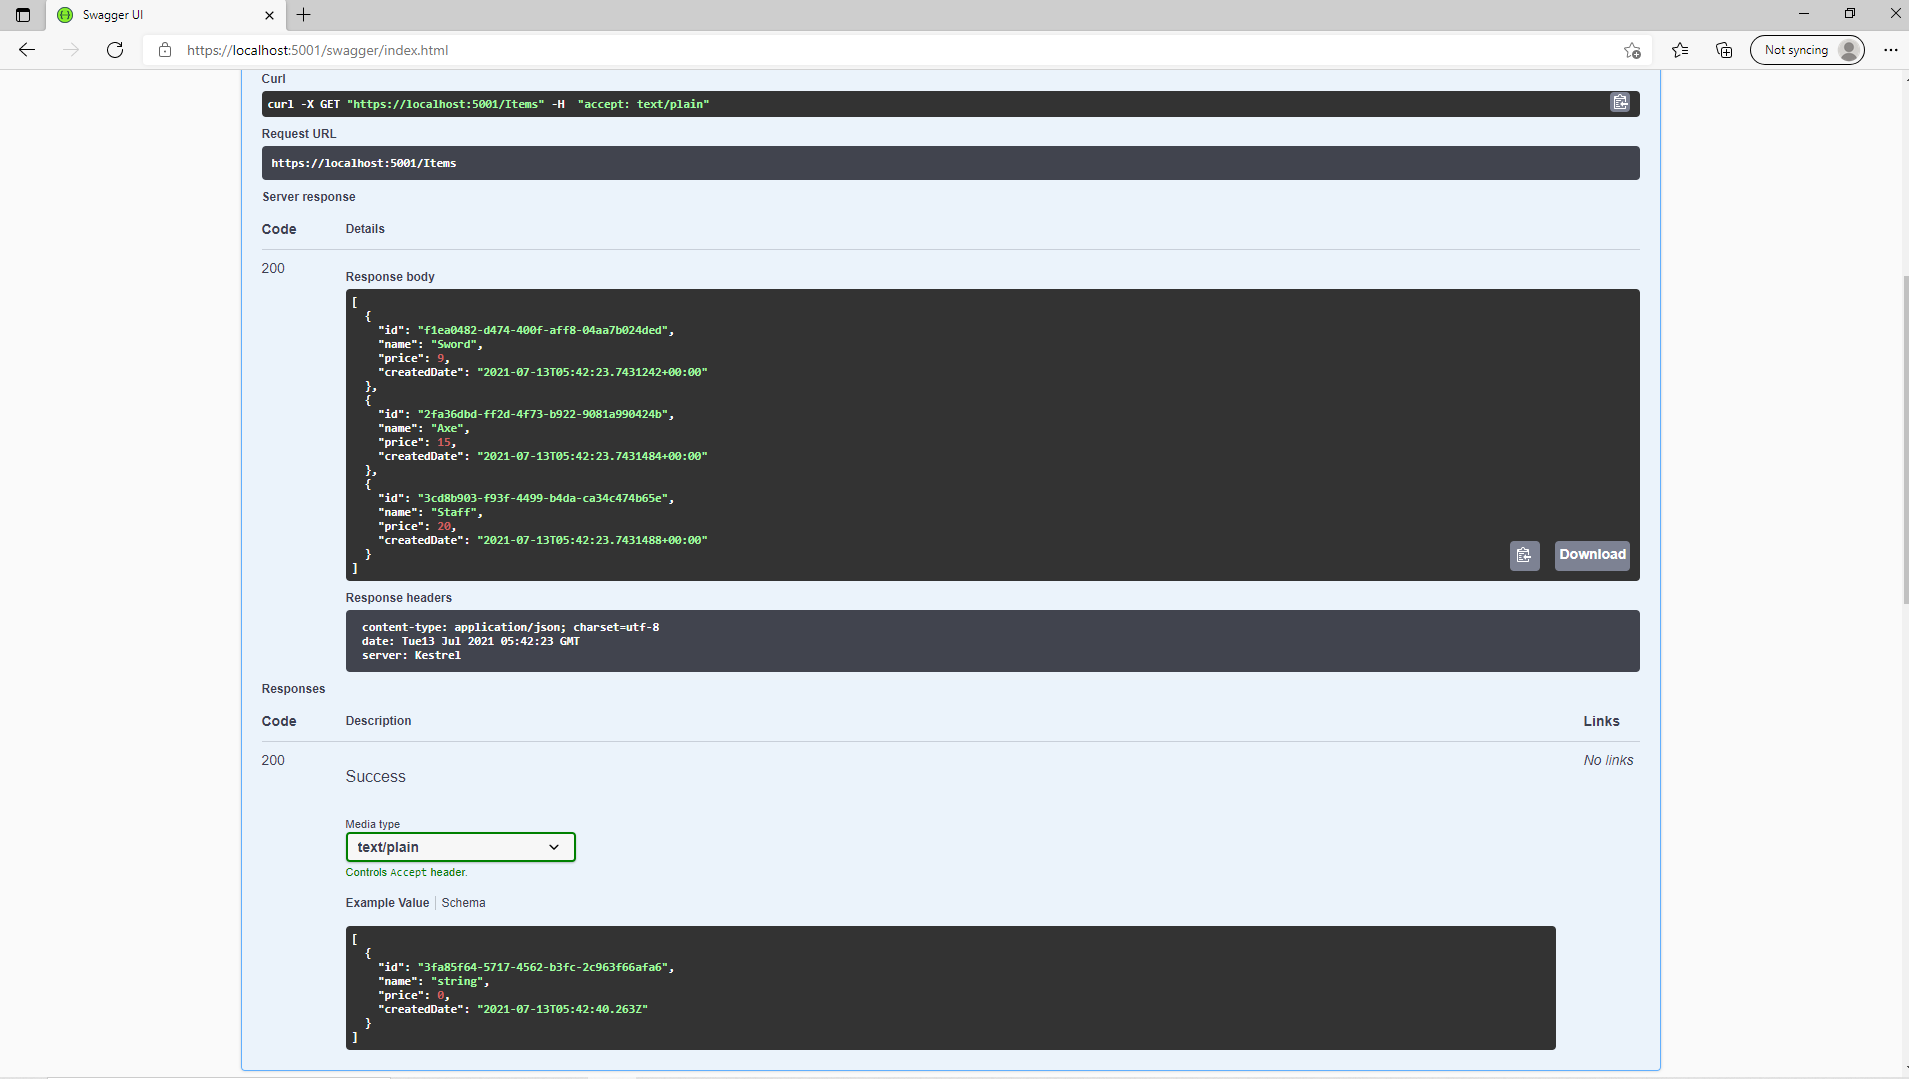 Swagger UI
https://localhost:5001/swagger/index.html
Not syncing
Curl
curl -X GET "https://localhost:5001/Items" -H  "accept: text/plain"
Request URL
https://localhost:5001/Items
Server response
Code Details
200
Response body
[
  {
    "id": "f1ea0482-d474-400f-aff8-04aa7b024ded",
    "name": "Sword",
    "price": 9,
    "createdDate": "2021-07-13T05:42:23.7431242+00:00"
  },
  {
    "id": "2fa36dbd-ff2d-4f73-b922-9081a990424b",
    "name": "Axe",
    "price": 15,
    "createdDate": "2021-07-13T05:42:23.7431484+00:00"
  },
  {
    "id": "3cd8b903-f93f-4499-b4da-ca34c474b65e",
    "name": "Staff",
    "price": 20,
    "createdDate": "2021-07-13T05:42:23.7431488+00:00"
  }
]
Download
Response headers
content-type: application/json; charset=utf-8
date: Tue13 Jul 2021 05:42:23 GMT
server: Kestrel
Responses
Code Description Links
200
Success
No links
Media type
text/plain
Controls Accept header.
Example Value Schema
[
  {
    "id": "3fa85f64-5717-4562-b3fc-2c963f66afa6",
    "name": "string",
    "price": 0,
    "createdDate": "2021-07-13T05:42:40.263Z"
  }
]